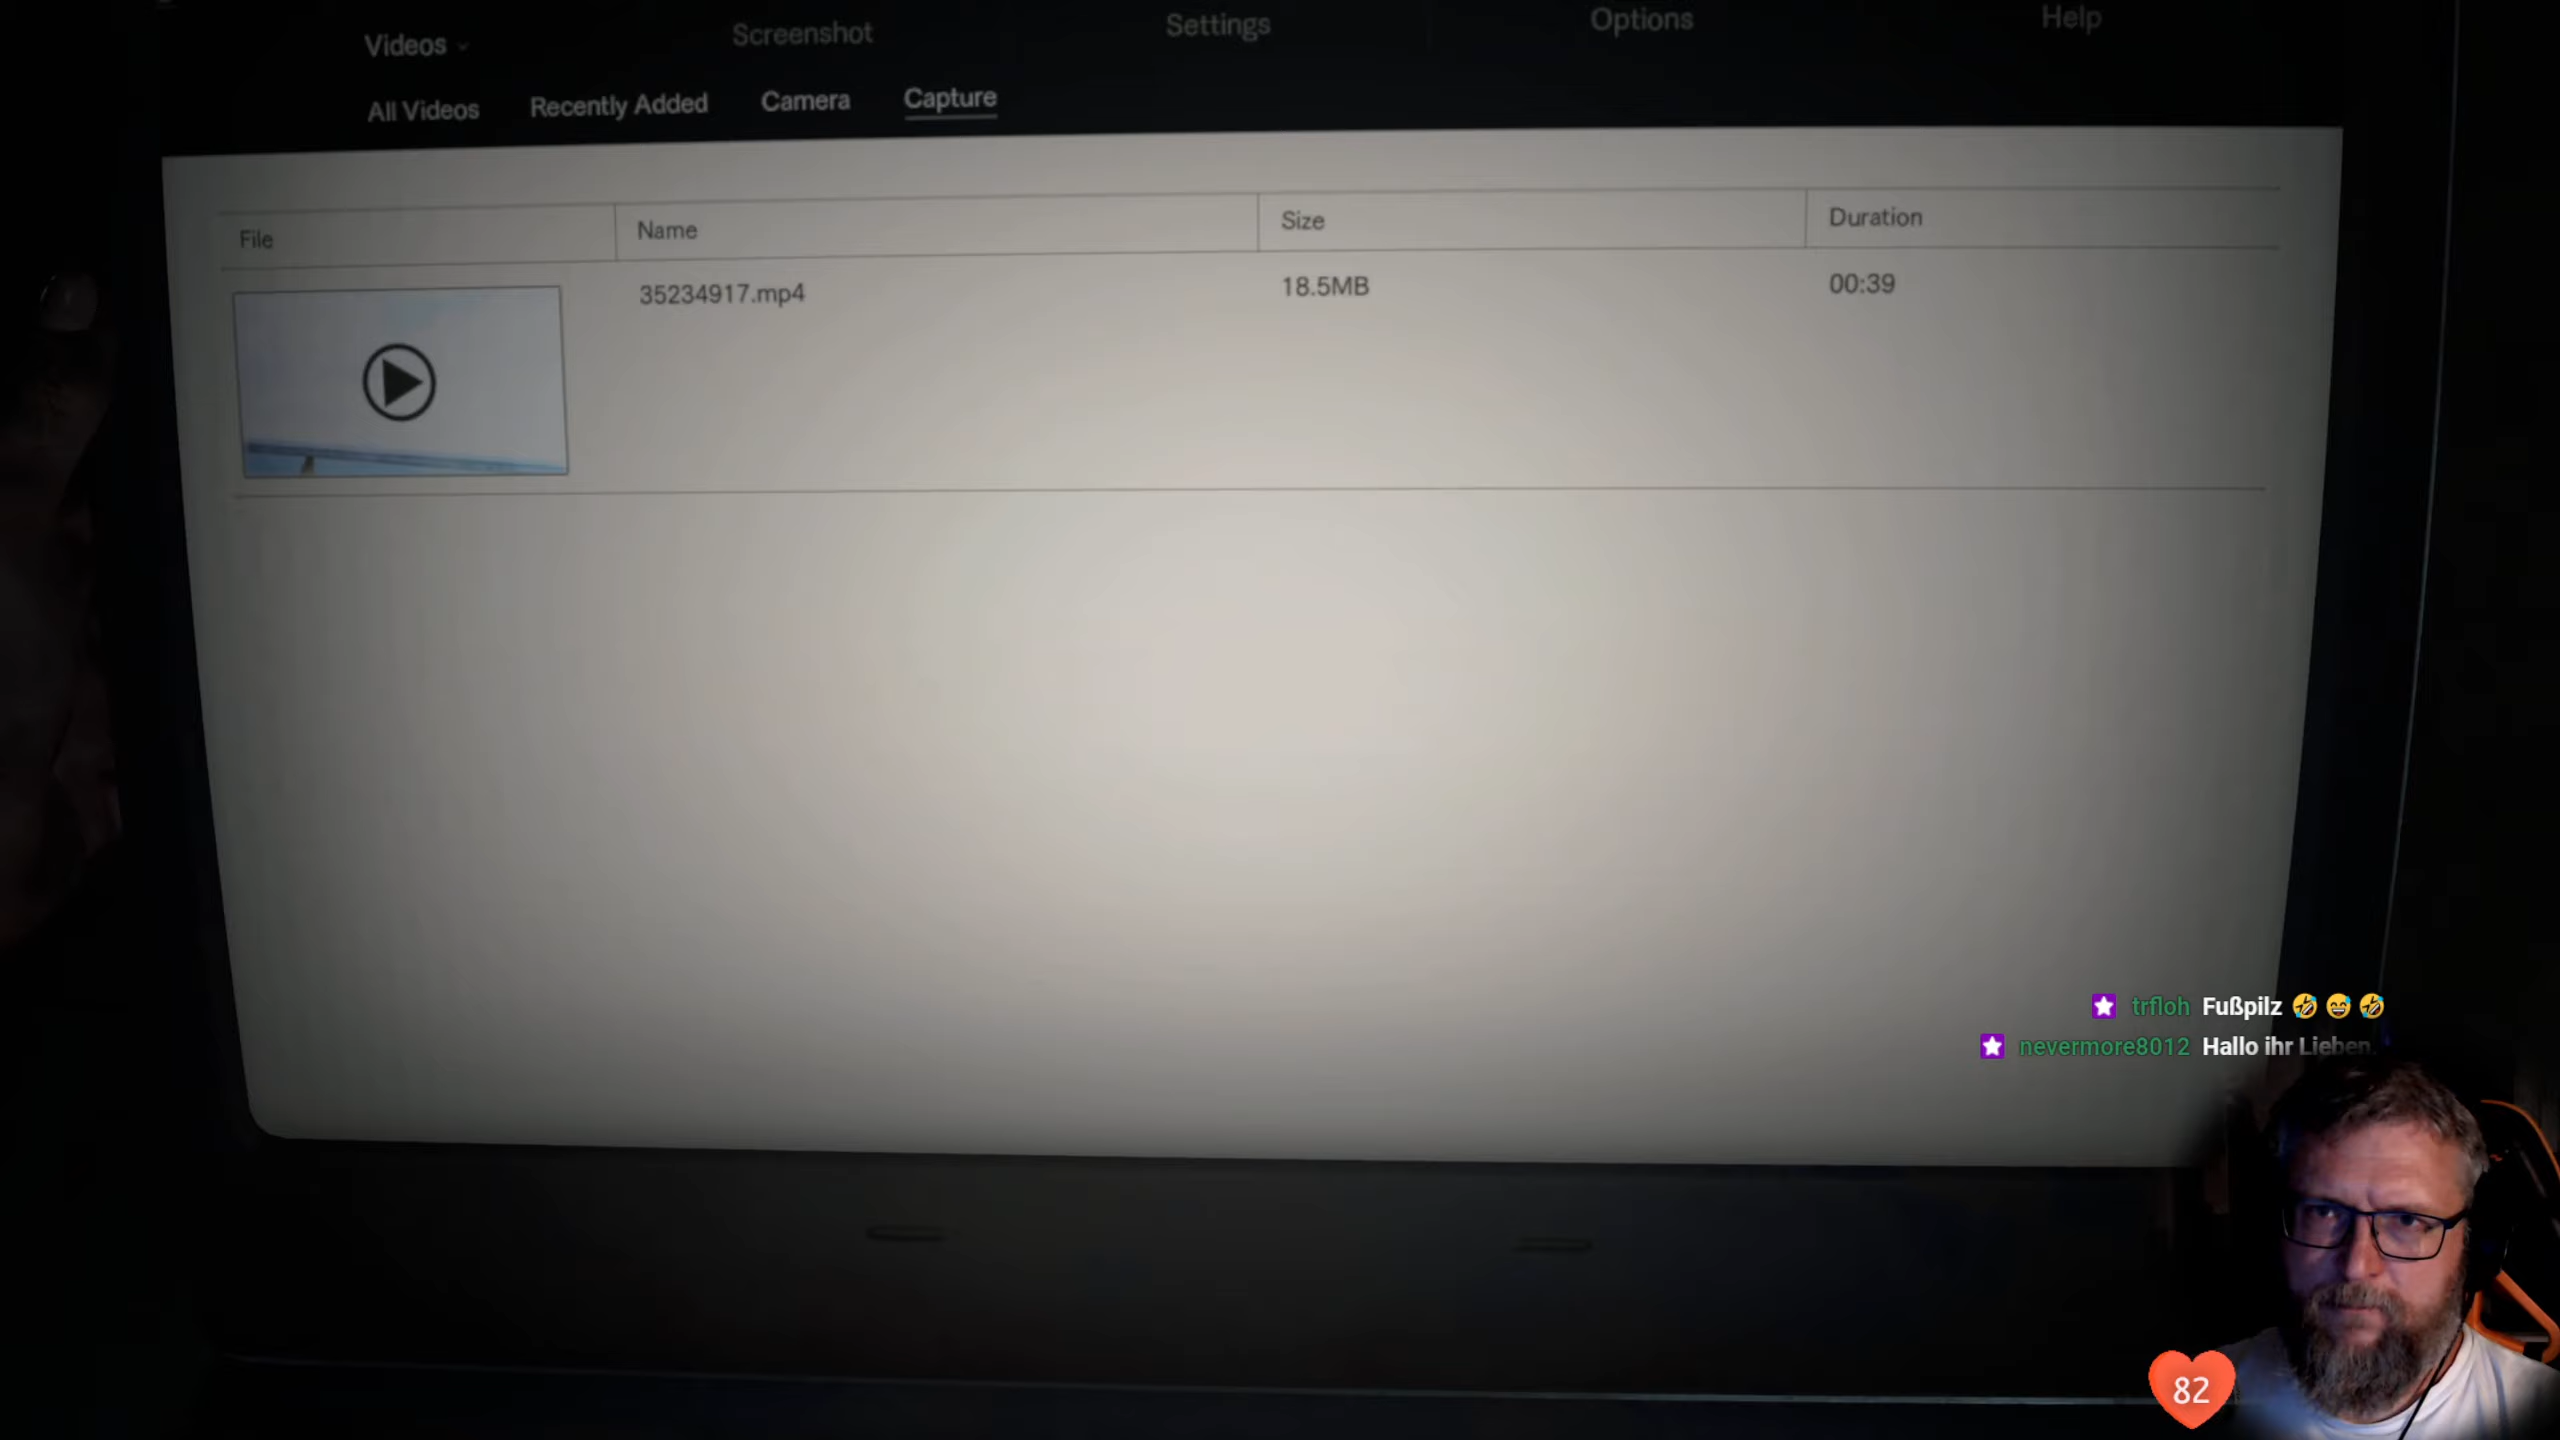 Videos Screenshot Settings Options Help
All Videos Recently Added Camera Capture
File Name Size Duration
35234917.mp4 18.5MB 00:39
trfloh Fußpilz 🤣 😅 🤣
nevermore8012 Hallo ihr Lieben.
82